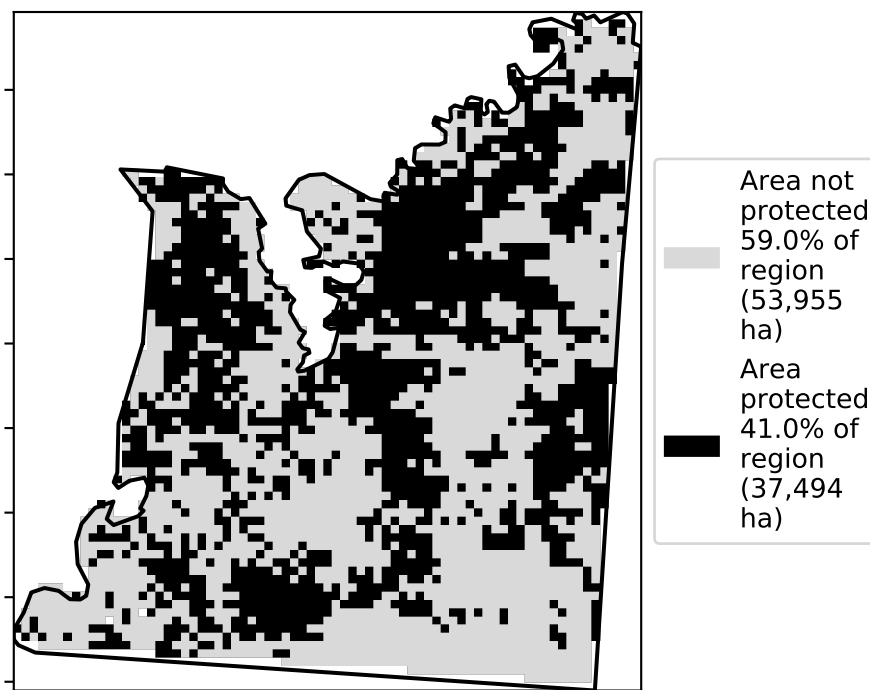 Area not
protected
59.0% of
region
(53,955
ha)
Area
protected
41.0% of
region
(37,494
ha)